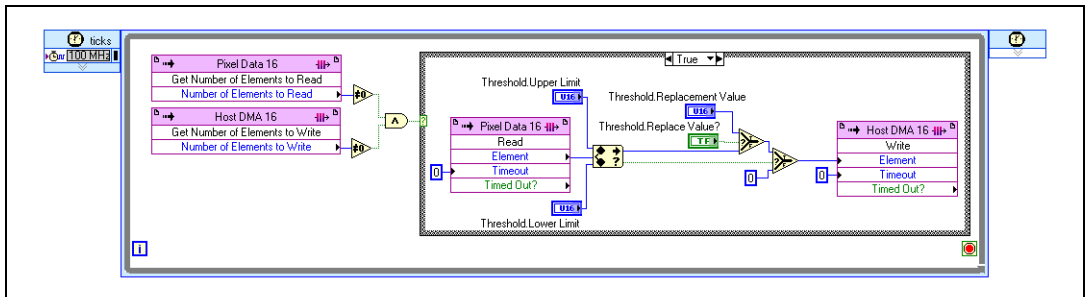 ticks
100 MHz
Pixel Data 16
Get Number of Elements to Read
Number of Elements to Read
≠0
Host DMA 16
Get Number of Elements to Write
Number of Elements to Write
≠0
∧
?
True
Threshold.Upper Limit
U16
Threshold.Replacement Value
U16
Threshold.Replace Value?
TF
Pixel Data 16
Read
Element
Timeout
Timed Out?
0
?
U16
Threshold.Lower Limit
?
?
0
Host DMA 16
Write
Element
Timeout
Timed Out?
0
i